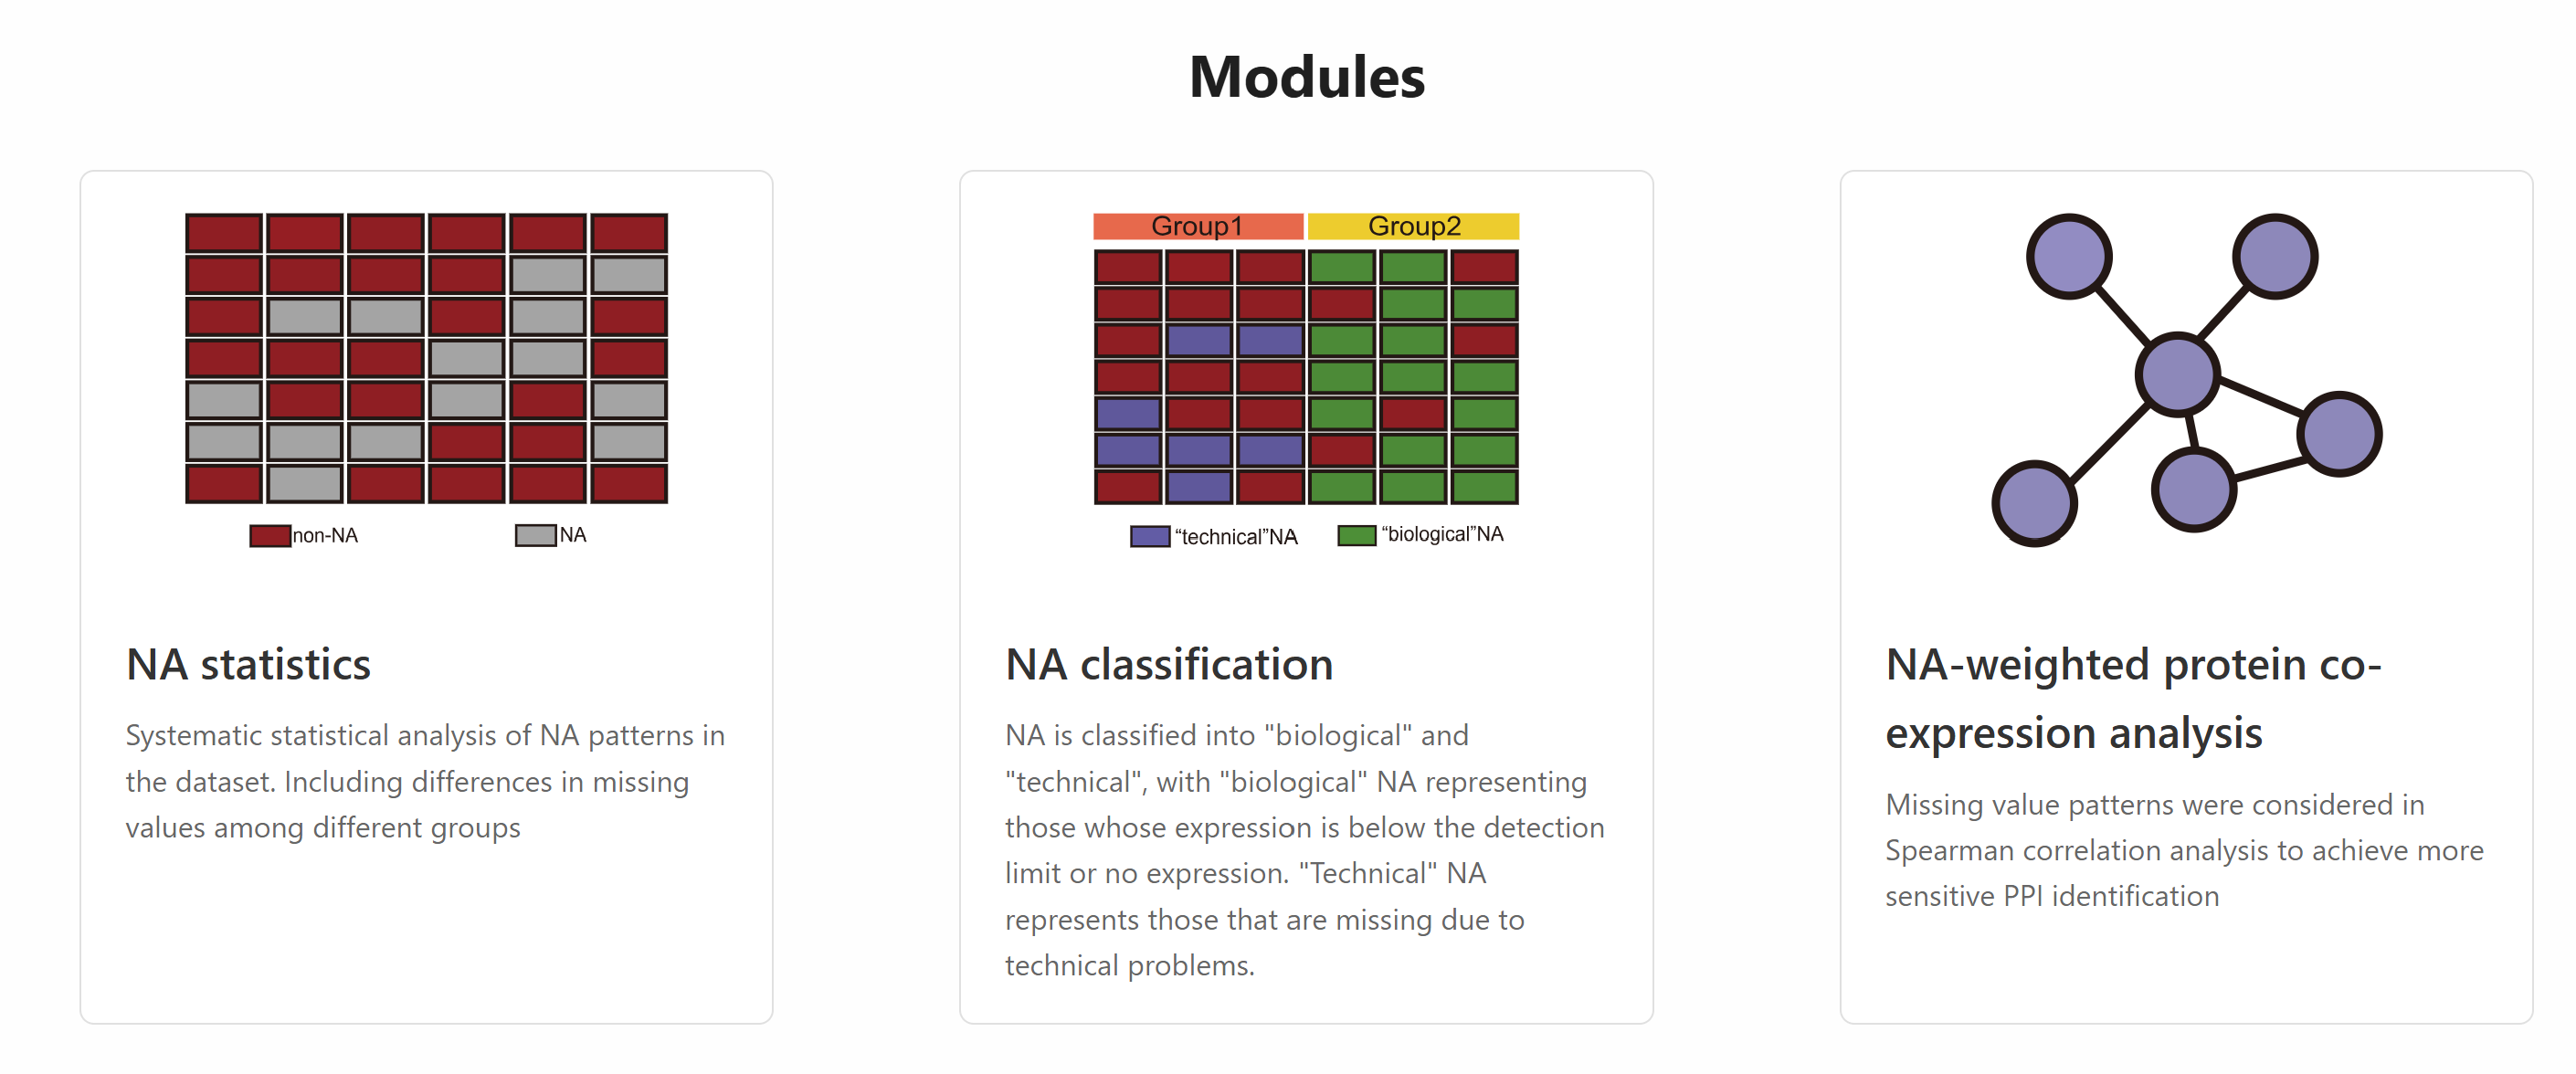 Modules
Group1 Group2
non-NA NA
“technical”NA “biological”NA
NA statistics
Systematic statistical analysis of NA patterns in
the dataset. Including differences in missing
values among different groups
NA classification
NA is classified into "biological" and
"technical", with "biological" NA representing
those whose expression is below the detection
limit or no expression. "Technical" NA
represents those that are missing due to
technical problems.
NA-weighted protein co-
expression analysis
Missing value patterns were considered in
Spearman correlation analysis to achieve more
sensitive PPI identification